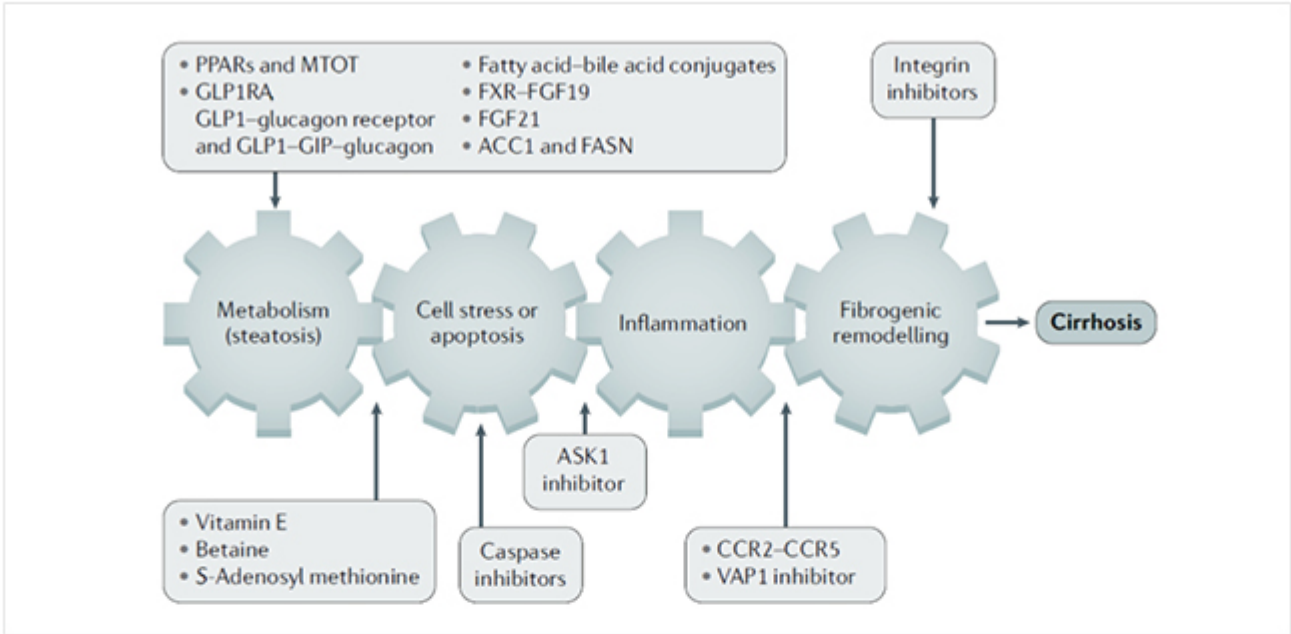 • PPARs and MTOT
• GLP1RA,
GLP1–glucagon receptor
and GLP1–GIP–glucagon
• Fatty acid–bile acid conjugates
• FXR–FGF19
• FGF21
• ACC1 and FASN
Integrin
inhibitors
Metabolism
(steatosis)
Cell stress or
apoptosis
Inflammation
Fibrogenic
remodelling
Cirrhosis
• Vitamin E
• Betaine
• S-Adenosyl methionine
Caspase
inhibitors
ASK1
inhibitor
• CCR2–CCR5
• VAP1 inhibitor